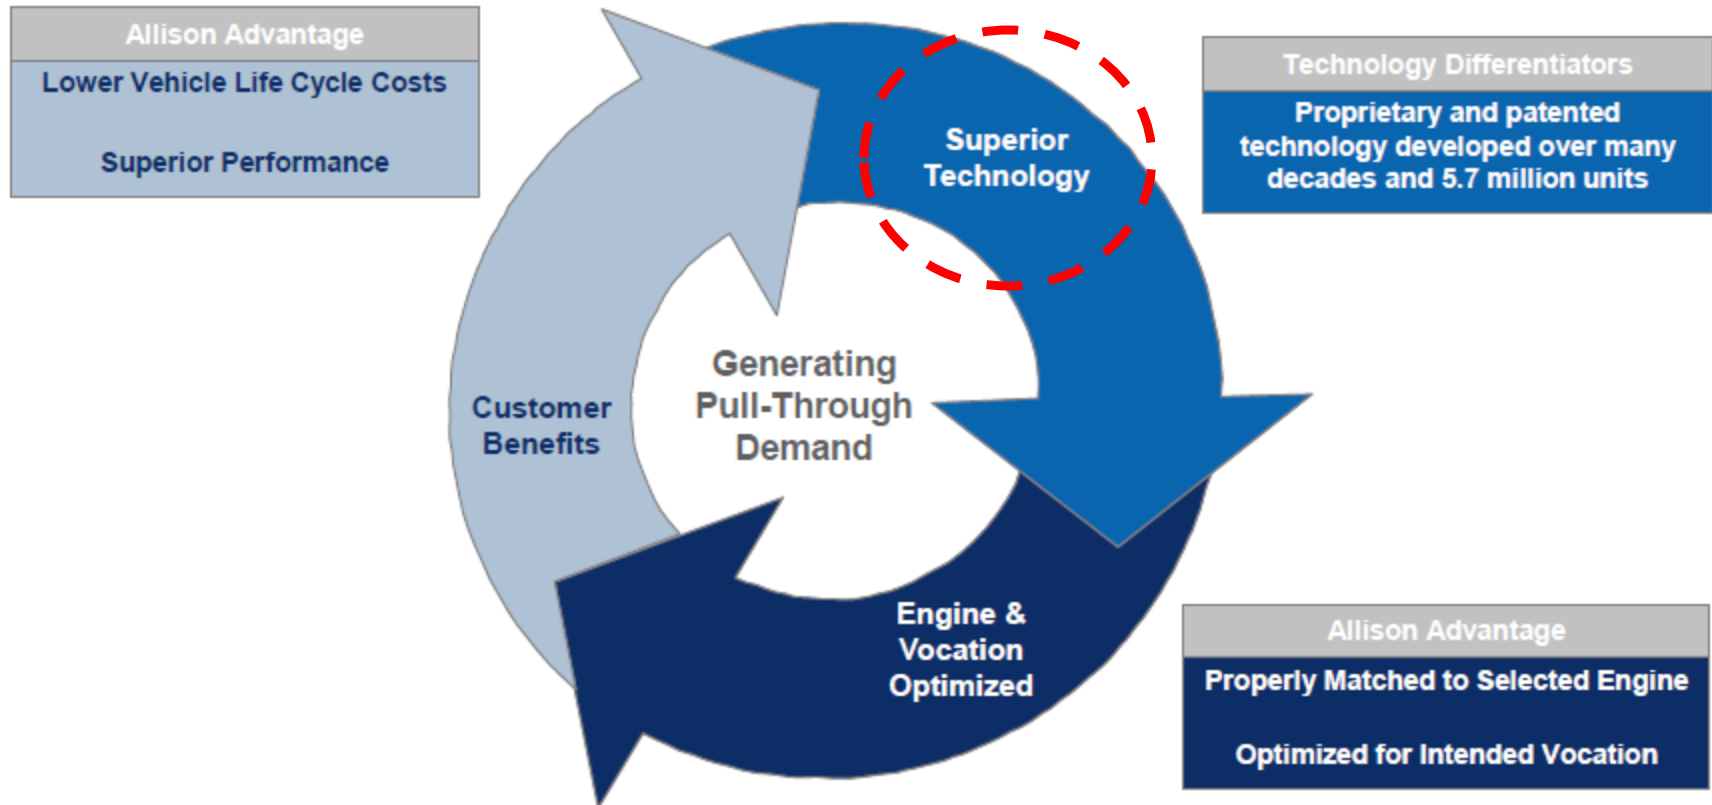 Allison Advantage
Lower Vehicle Life Cycle Costs
Superior Performance
Superior
Technology
Technology Differentiators
Proprietary and patented
technology developed over many
decades and 5.7 million units
Generating
Pull-Through
Demand
Customer
Benefits
Engine &
Vocation
Optimized
Allison Advantage
Properly Matched to Selected Engine
Optimized for Intended Vocation